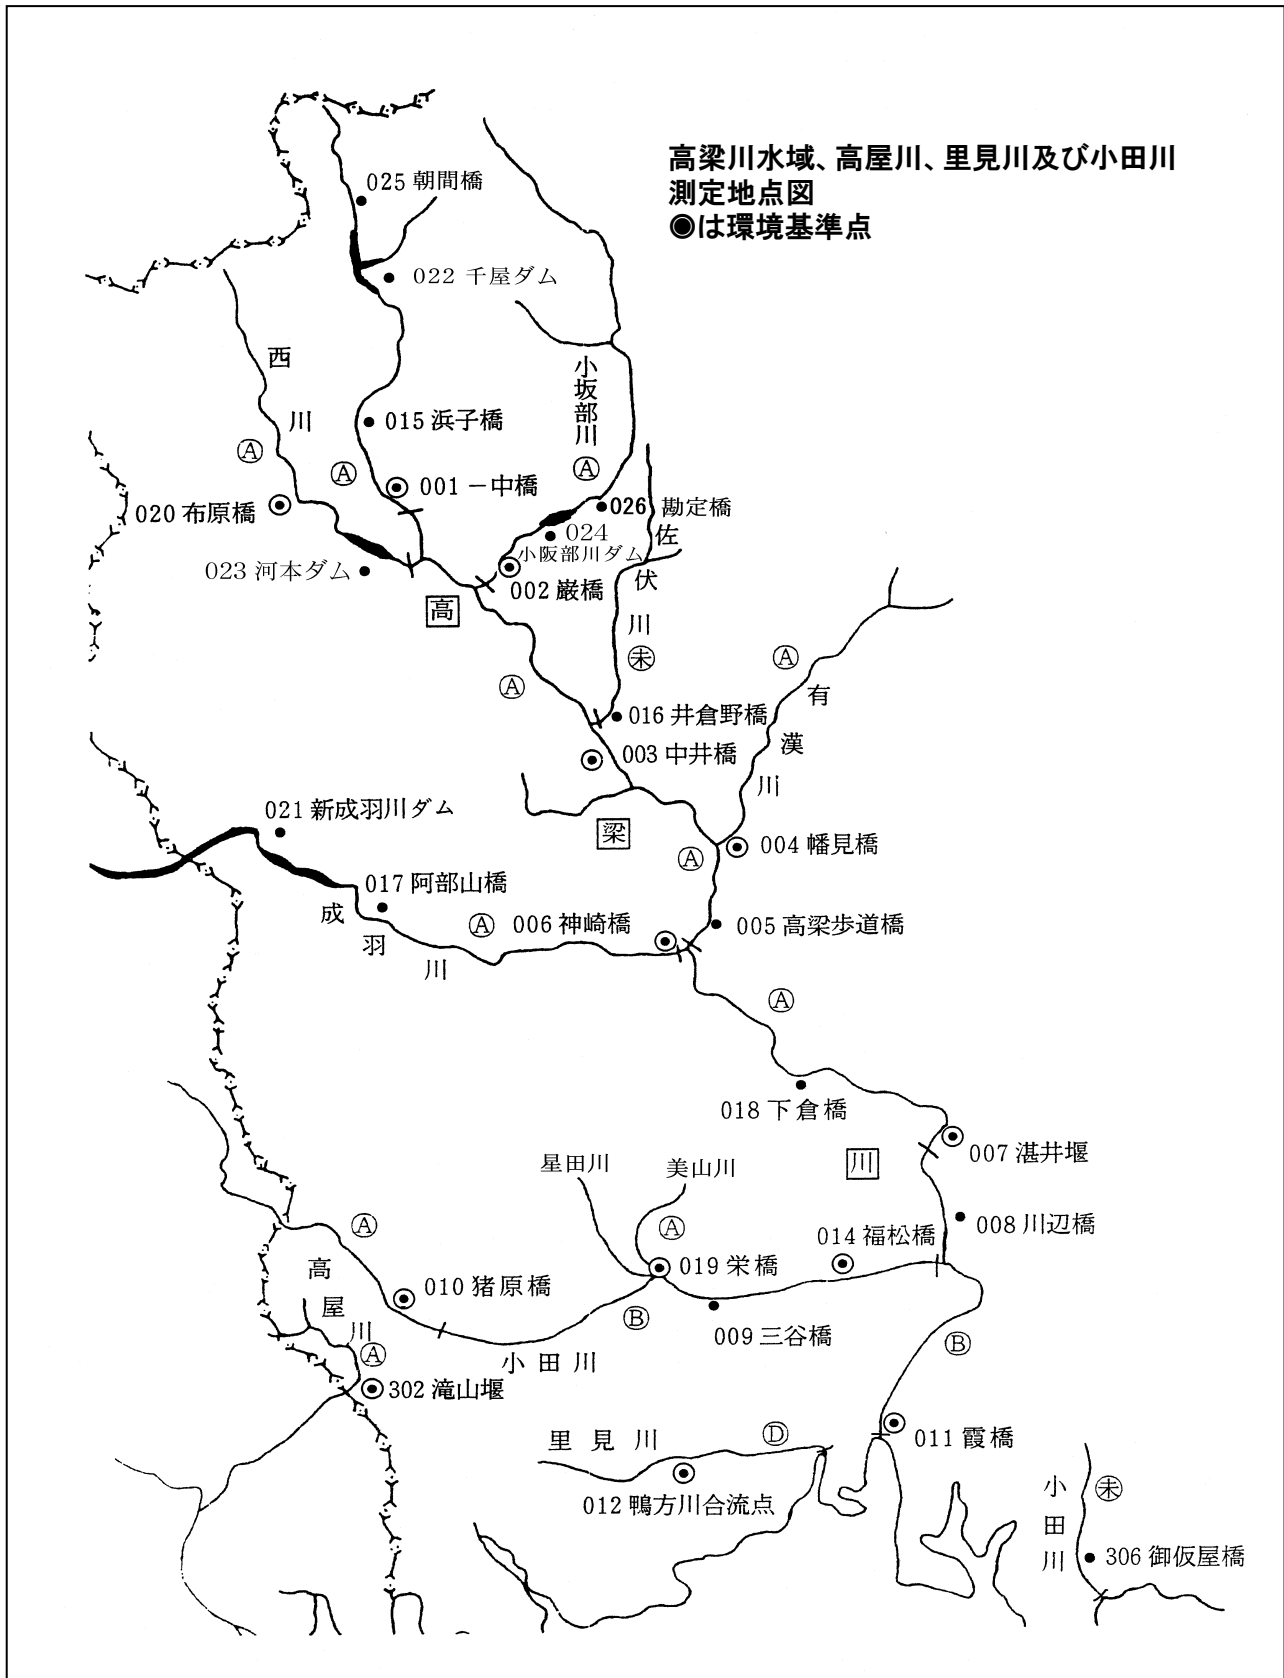 高梁川水域、高屋川、里見川及び小田川
測定地点図
◉は環境基準点
025 朝間橋
022 千屋ダム
西川
小坂部川
015 浜子橋
Ⓐ
Ⓐ
Ⓐ
001 一中橋
020 布原橋
026 勘定橋
024
小阪部川ダム
佐伏川
023 河本ダム
002 巌橋
高
㊍
Ⓐ
Ⓐ
有漢川
016 井倉野橋
003 中井橋
021 新成羽川ダム
梁
004 幡見橋
Ⓐ
017 阿部山橋
成羽川
Ⓐ
006 神崎橋
005 高梁歩道橋
Ⓐ
018 下倉橋
007 湛井堰
川
星田川
美山川
Ⓐ
Ⓐ
008 川辺橋
014 福松橋
019 栄橋
高屋川
010 猪原橋
Ⓑ
009 三谷橋
Ⓑ
小田川
Ⓐ
302 滝山堰
里見川
Ⓓ
011 霞橋
012 鴨方川合流点
小田川
未
306 御仮屋橋